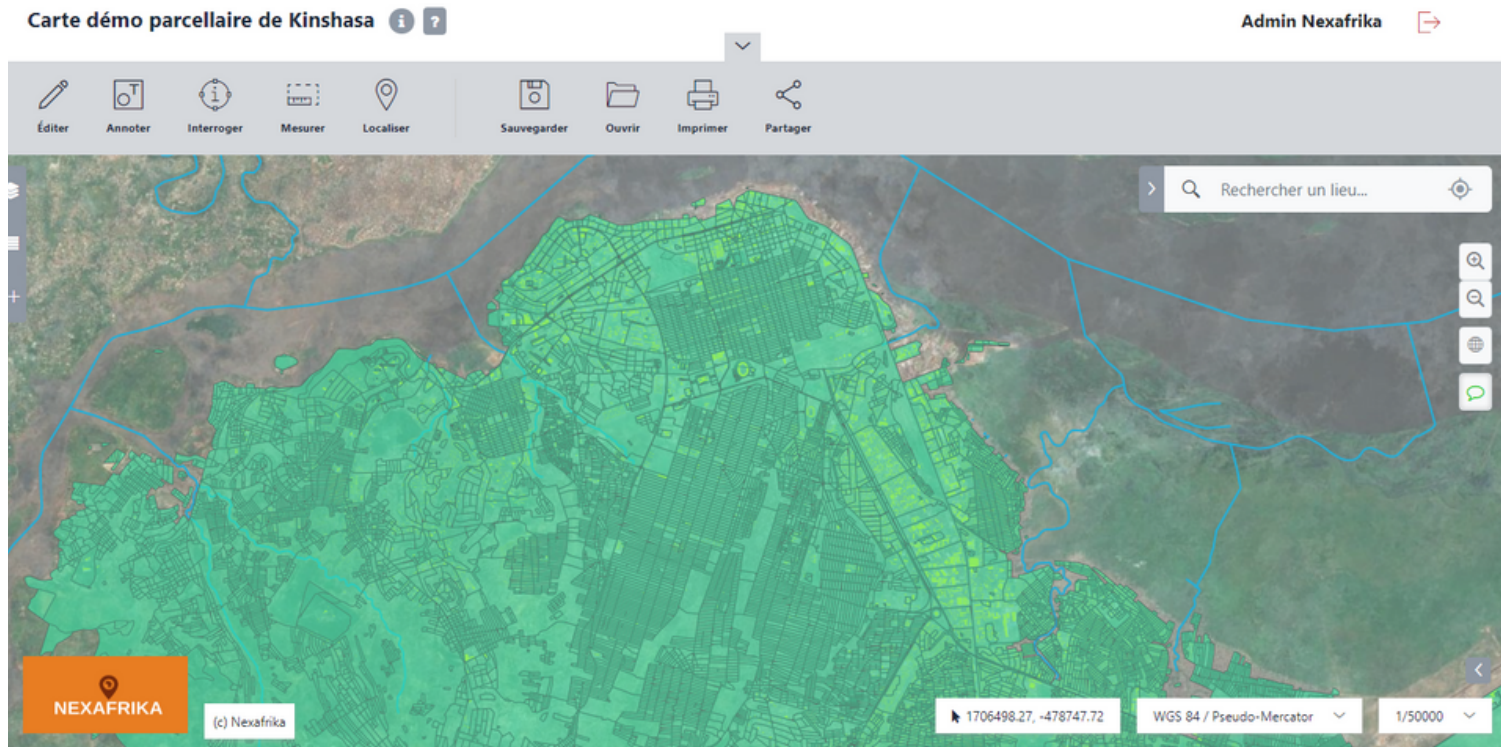 Carte démo parcellaire de Kinshasa i ?
Admin Nexafrika
Éditer
Annoter
Interroger
Mesurer
Localiser
Sauvegarder
Ouvrir
Imprimer
Partager
Rechercher un lieu...
NEXAFRIKA
(c) Nexafrika
1706498.27, -478747.72
WGS 84 / Pseudo-Mercator
1/50000